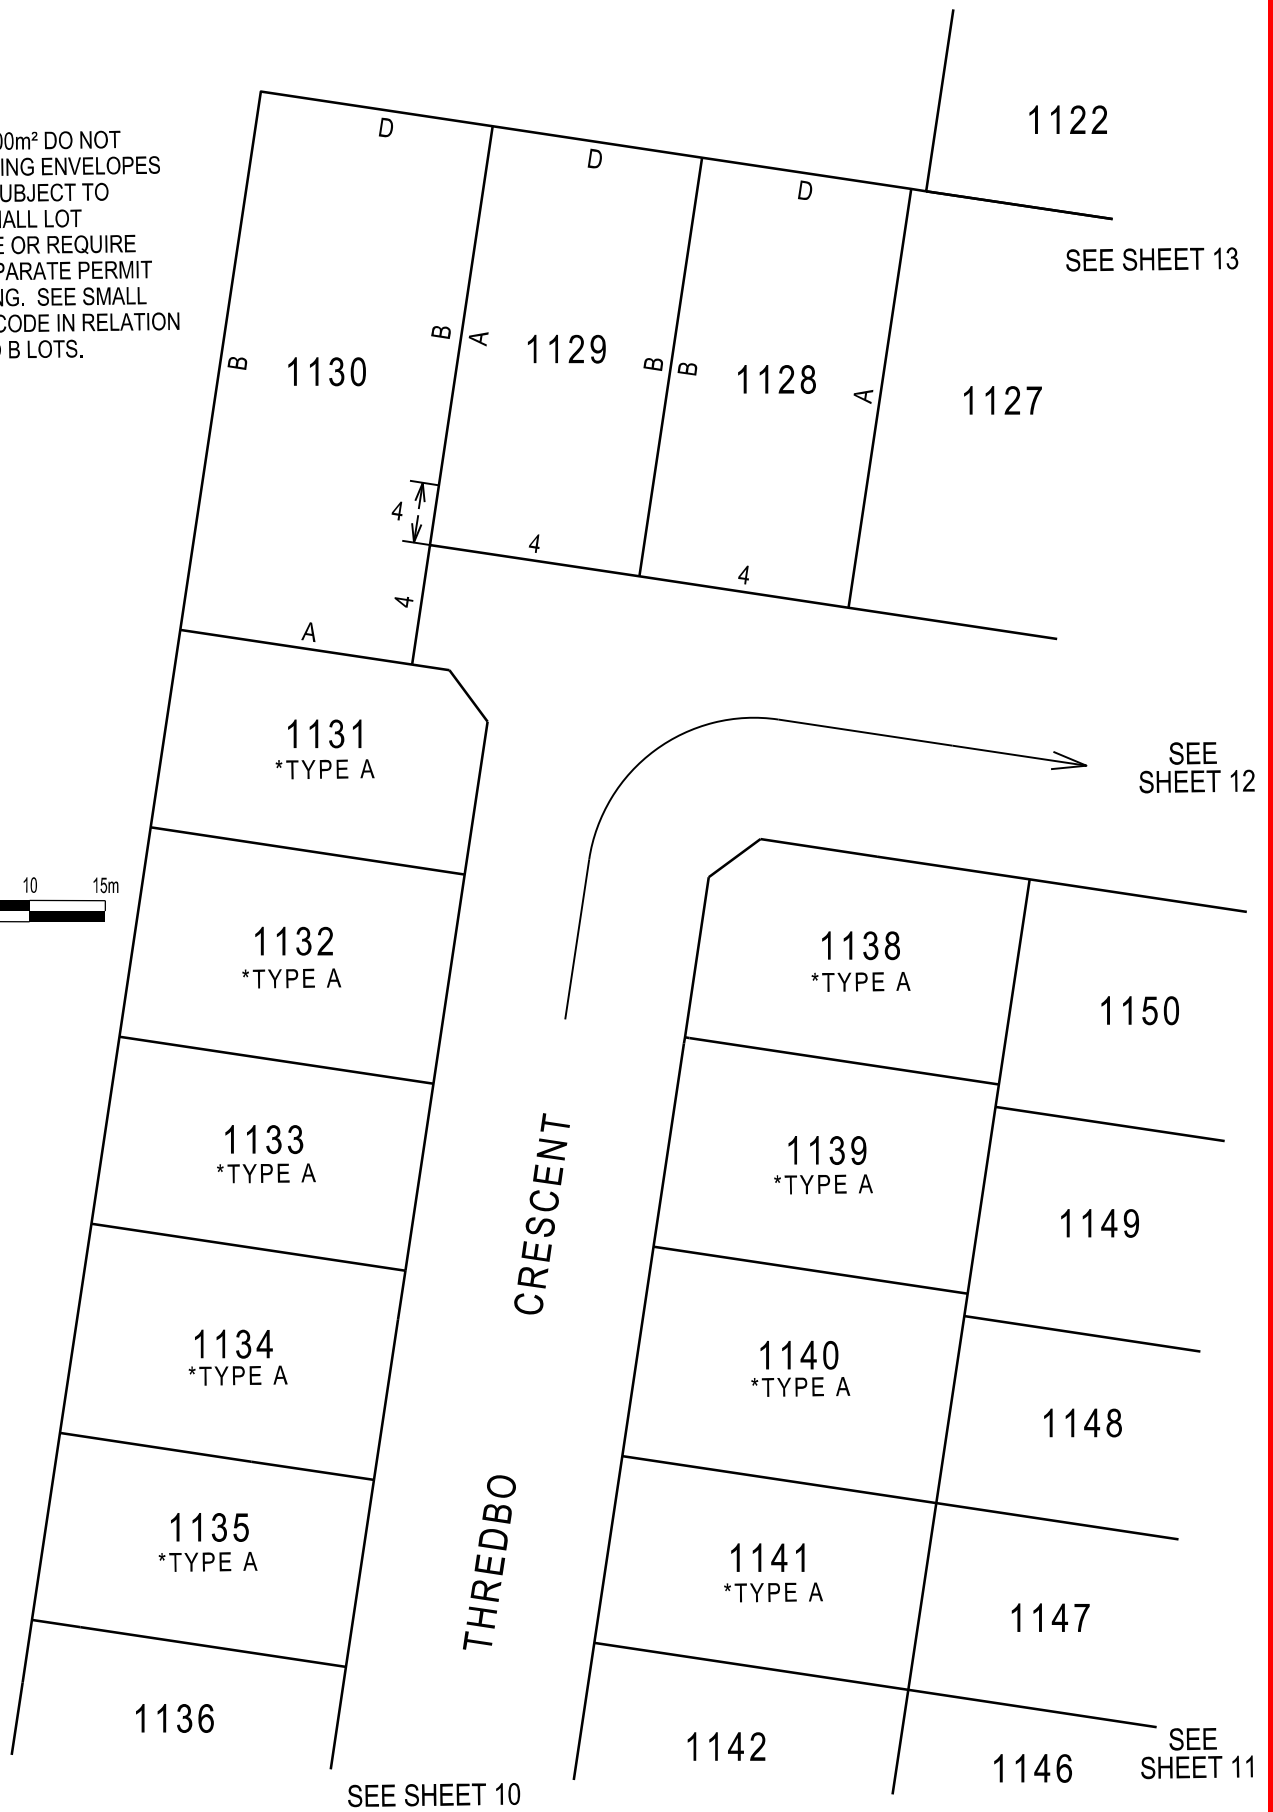 1122
D
D
D
00m² DO NOT
ING ENVELOPES
UBJECT TO
ALL LOT
E OR REQUIRE
PARATE PERMIT
NG. SEE SMALL
CODE IN RELATION
B LOTS.
SEE SHEET 13
B
1130
B
A
1129
B
B
1128
A
1127
4
4
4
4
A
1131
*TYPE A
SEE
SHEET 12
10 15m
1132
*TYPE A
1138
*TYPE A
1150
1133
*TYPE A
1139
*TYPE A
1149
THREDBO CRESCENT
1134
*TYPE A
1140
*TYPE A
1148
1135
*TYPE A
1141
*TYPE A
1147
1136
1142
1146
SEE
SHEET 11
SEE SHEET 10